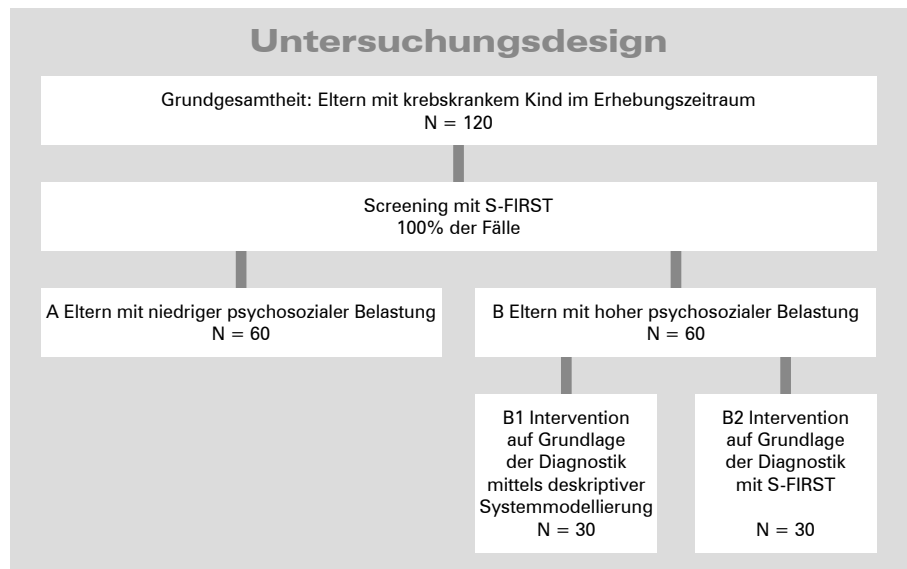 Untersuchungsdesign
Grundgesamtheit: Eltern mit krebskrankem Kind im Erhebungszeitraum
N = 120
Screening mit S-FIRST
100% der Fälle
A Eltern mit niedriger psychosozialer Belastung
N = 60
B Eltern mit hoher psychosozialer Belastung
N = 60
B1 Intervention
auf Grundlage
der Diagnostik
mittels deskriptiver
Systemmodellierung
N = 30
B2 Intervention
auf Grundlage
der Diagnostik
mit S-FIRST
N = 30